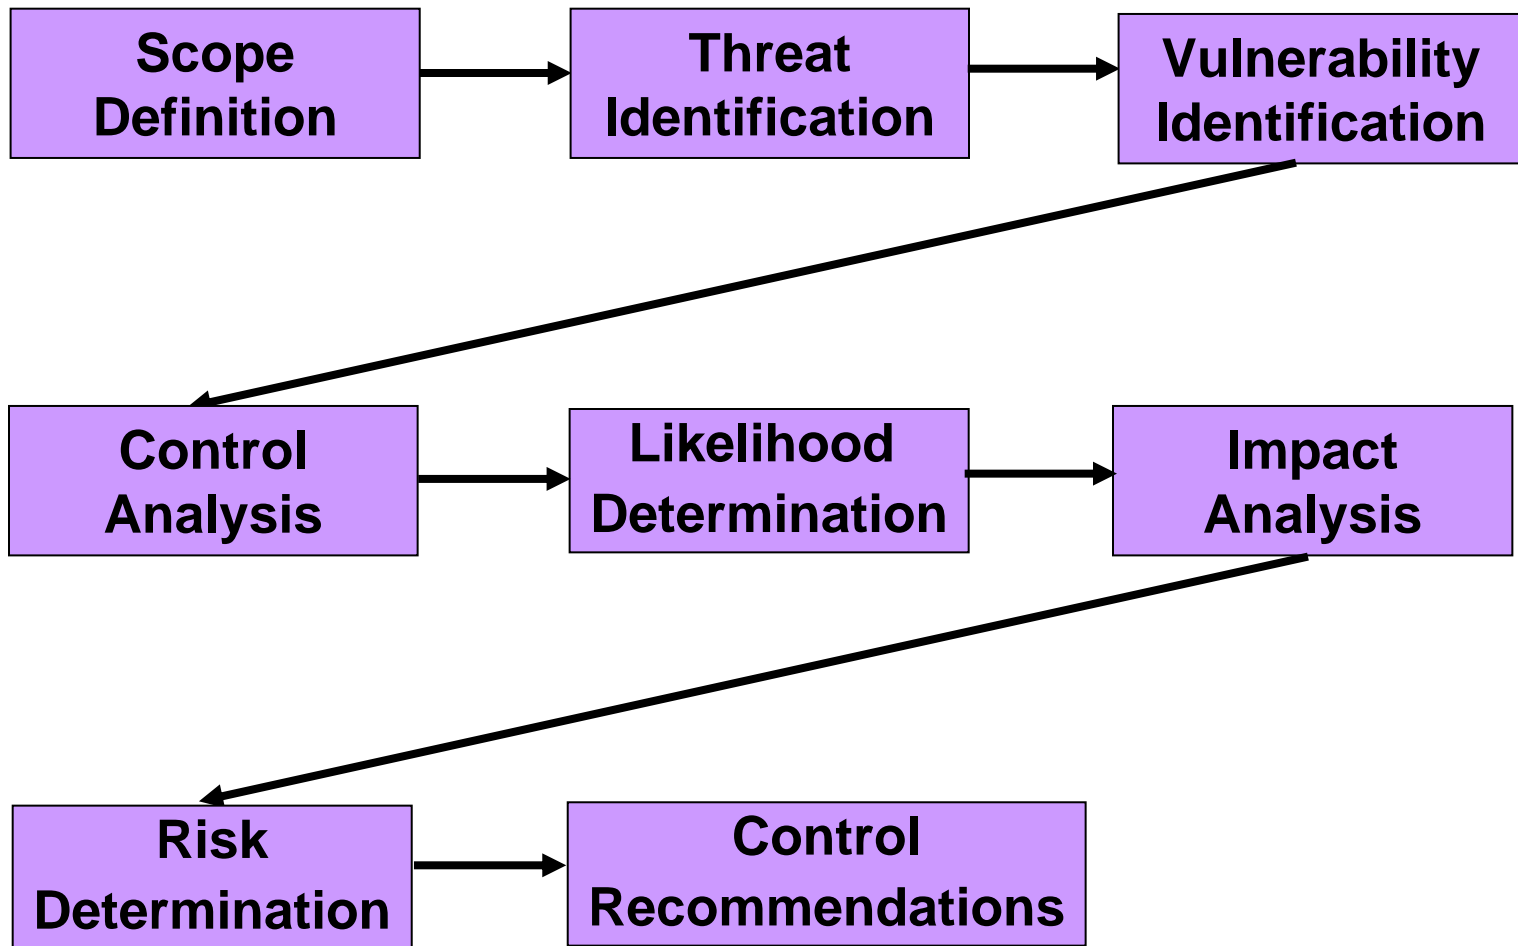 Scope
Definition
Threat
Identification
Vulnerability
Identification
Control
Analysis
Likelihood
Determination
Impact
Analysis
Risk
Determination
Control
Recommendations